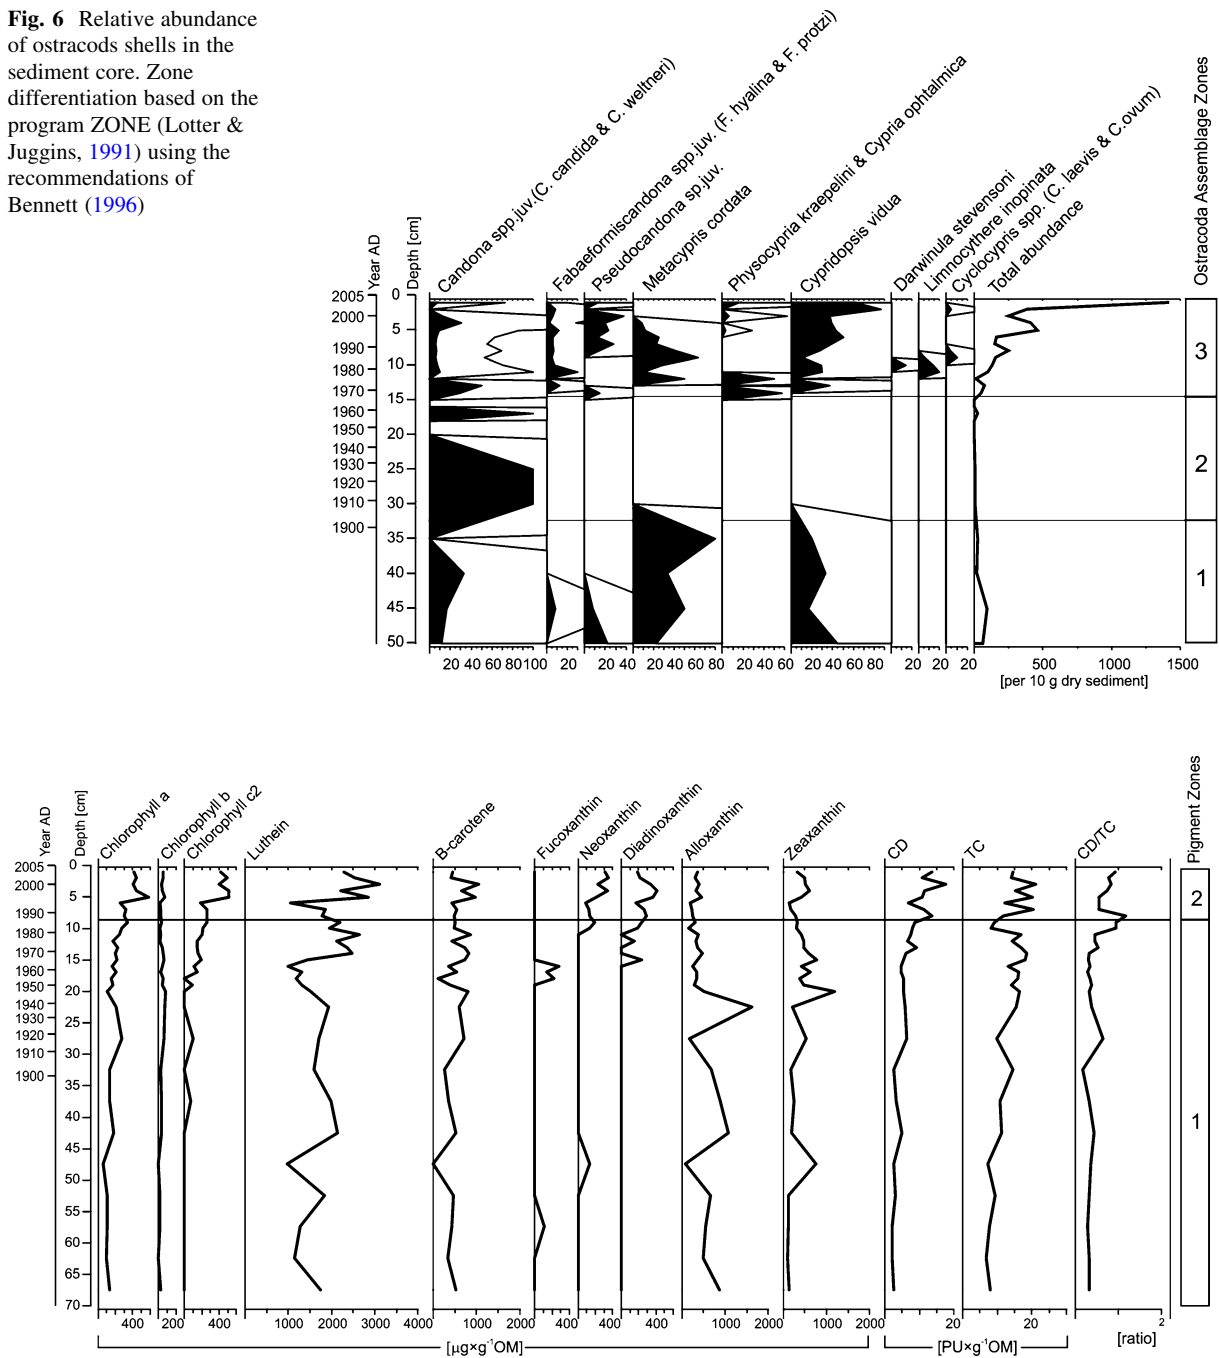 Fig. 6 Relative abundance
of ostracods shells in the
sediment core. Zone
differentiation based on the
program ZONE (Lotter &
Juggins, 1991) using the
recommendations of
Bennett (1996)
Year AD
Depth [cm]
Candona spp.juv.(C. candida & C. weltneri)
Fabaeformiscandona spp.juv. (F. hyalina & F. protzi)
Pseudocandona sp.juv.
Metacypris cordata
Physocypria kraepelini & Cypria ophtalmica
Cypridopsis vidua
Darwinula stevensoni
Limnocythere inopinata
Cyclocypris spp. (C. laevis & C.ovum)
Total abundance
Ostracoda Assemblage Zones
2005
2000
1990
1980
1970
1960
1950
1940
1930
1920
1910
1900
0
5
10
15
20
25
30
35
40
45
50
3
2
1
20 40 60 80 100 20 20 40 20 40 60 80 20 40 60 20 40 60 80 20 20 20 500 1000 1500
[per 10 g dry sediment]
Year AD
Depth [cm]
Chlorophyll a
Chlorophyll b
Chlorophyll c2
Luthein
B-carotene
Fucoxanthin
Neoxanthin
Diadinoxanthin
Alloxanthin
Zeaxanthin
CD
TC
CD/TC
Pigment Zones
2005
2000
1990
1980
1970
1960
1950
1940
1930
1920
1910
1900
0
5
10
15
20
25
30
35
40
45
50
55
60
65
70
2
1
400 200 400 1000 2000 3000 4000 1000 2000 400 400 400 1000 2000 1000 2000 20 20 2
[µg×g-1OM]
[PU×g-1OM]
[ratio]